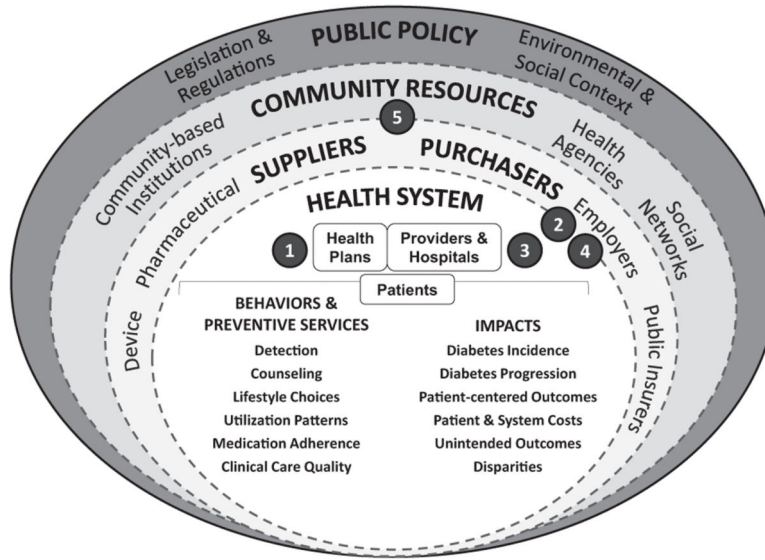 PUBLIC POLICY
Legislation &
Regulations
Environmental &
Social Context
COMMUNITY RESOURCES
Community-based
Institutions
Health
Agencies
Social
Networks
5
SUPPLIERS
PURCHASERS
Pharmaceutical
Device
Employers
Public Insurers
2
4
HEALTH SYSTEM
1
Health
Plans
Providers &
Hospitals
3
Patients
BEHAVIORS &
PREVENTIVE SERVICES
Detection
Counseling
Lifestyle Choices
Utilization Patterns
Medication Adherence
Clinical Care Quality
IMPACTS
Diabetes Incidence
Diabetes Progression
Patient-centered Outcomes
Patient & System Costs
Unintended Outcomes
Disparities